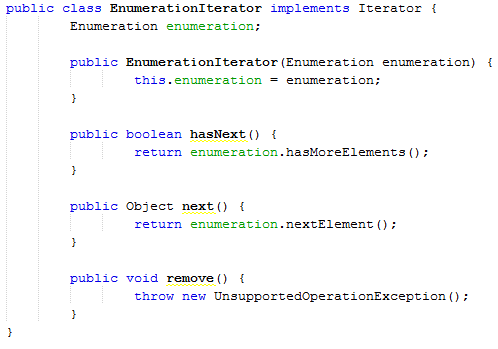 public class EnumerationIterator implements Iterator {
Enumeration enumeration;
public EnumerationIterator(Enumeration enumeration) {
this.enumeration = enumeration;
}
public boolean hasNext() {
return enumeration.hasMoreElements();
}
public Object next() {
return enumeration.nextElement();
}
public void remove() {
throw new UnsupportedOperationException();
}
}